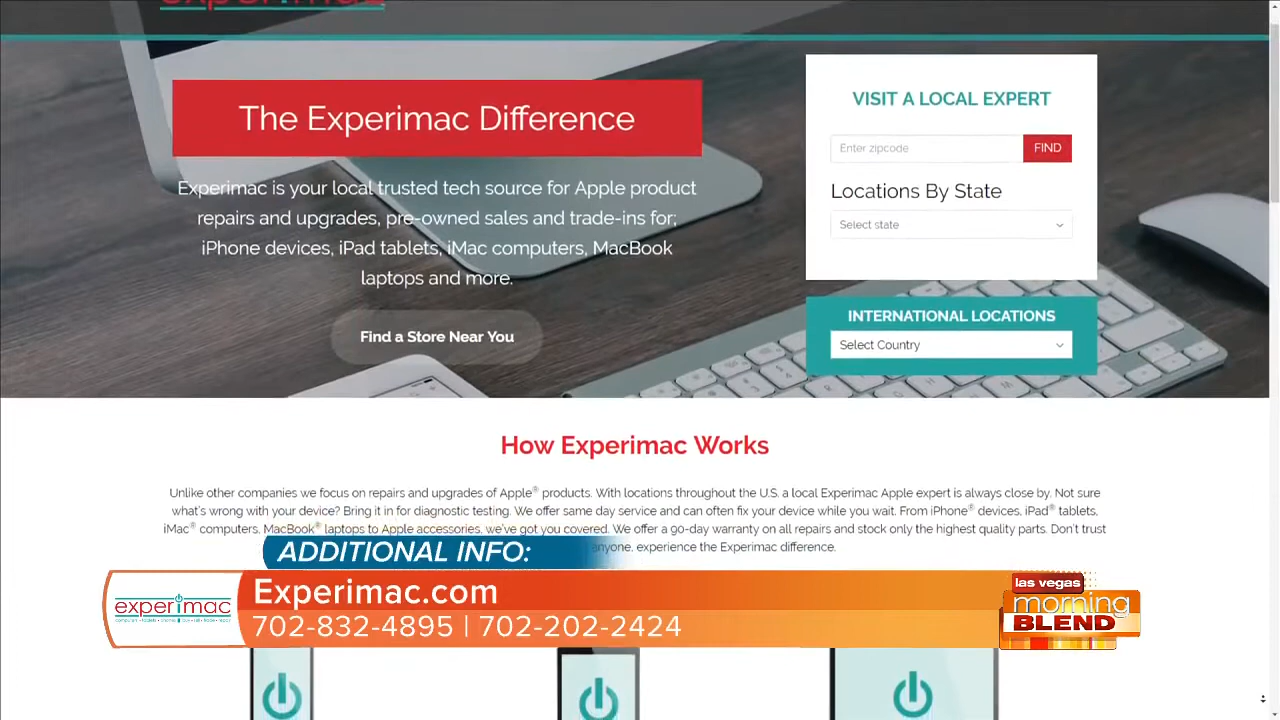 experimac
The Experimac Difference
Experimac is your local trusted tech source for Apple product
repairs and upgrades, pre-owned sales and trade-ins for;
iPhone devices, iPad tablets, iMac computers, MacBook
laptops and more.
Find a Store Near You
VISIT A LOCAL EXPERT
Enter zipcode
FIND
Locations By State
Select state
INTERNATIONAL LOCATIONS
Select Country
How Experimac Works
Unlike other companies we focus on repairs and upgrades of Apple® products. With locations throughout the U.S. a local Experimac Apple expert is always close by. Not sure
what's wrong with your device? Bring it in for diagnostic testing. We offer same day service and can often fix your device while you wait. From iPhone® devices, iPad® tablets,
iMac® computers, MacBook® laptops to Apple accessories, we've got you covered. We offer a 90-day warranty on all repairs and stock only the highest quality parts. Don't trust
anyone, experience the Experimac difference.
ADDITIONAL INFO:
experimac
Experimac.com
702-832-4895 | 702-202-2424
las vegas
morning
BLEND